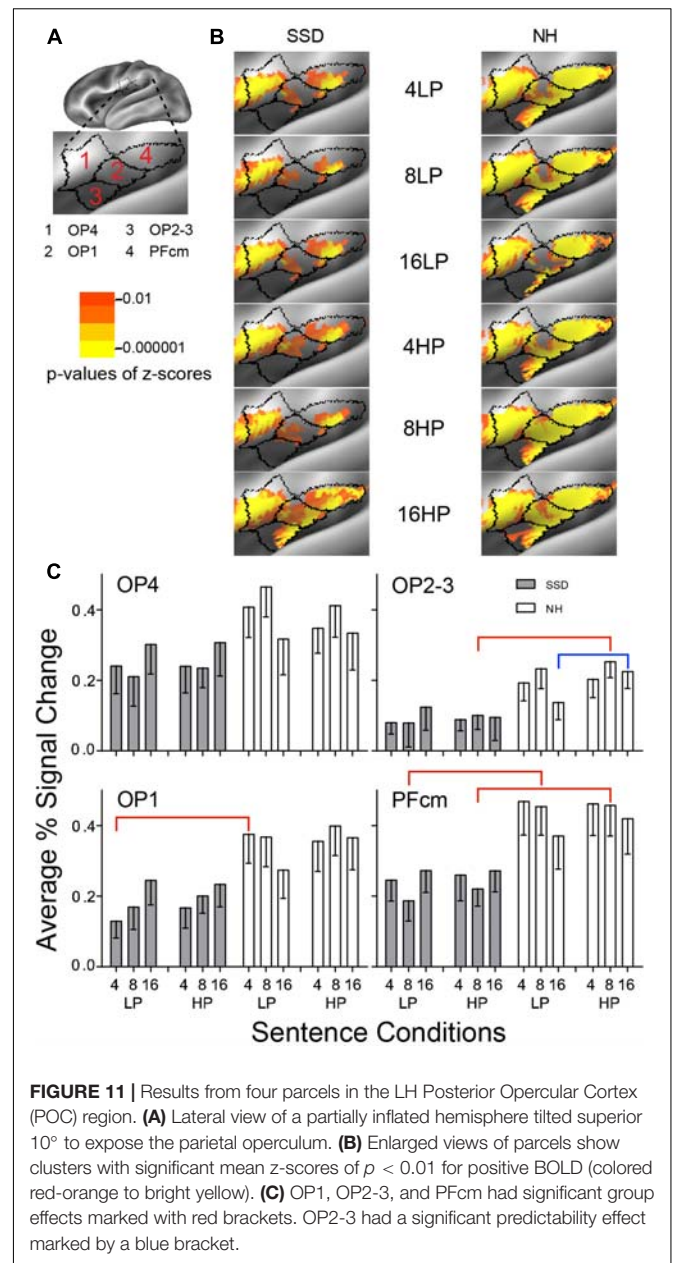 A
B
SSD
NH
1
4
2
3
1 OP4 3 OP2-3
2 OP1 4 PFcm
0.01
0.000001
p-values of z-scores
4LP
8LP
16LP
4HP
8HP
16HP
C
Average % Signal Change
OP4
OP2-3
SSD
NH
0.4
0.2
0.0
OP1
PFcm
0.4
0.2
0.0
4 8 16 4 8 16 4 8 16 4 8 16 4 8 16 4 8 16 4 8 16 4 8 16
LP HP LP HP LP HP LP HP
Sentence Conditions
FIGURE 11 | Results from four parcels in the LH Posterior Opercular Cortex
(POC) region. (A) Lateral view of a partially inflated hemisphere tilted superior
10° to expose the parietal operculum. (B) Enlarged views of parcels show
clusters with significant mean z-scores of p < 0.01 for positive BOLD (colored
red-orange to bright yellow). (C) OP1, OP2-3, and PFcm had significant group
effects marked with red brackets. OP2-3 had a significant predictability effect
marked by a blue bracket.